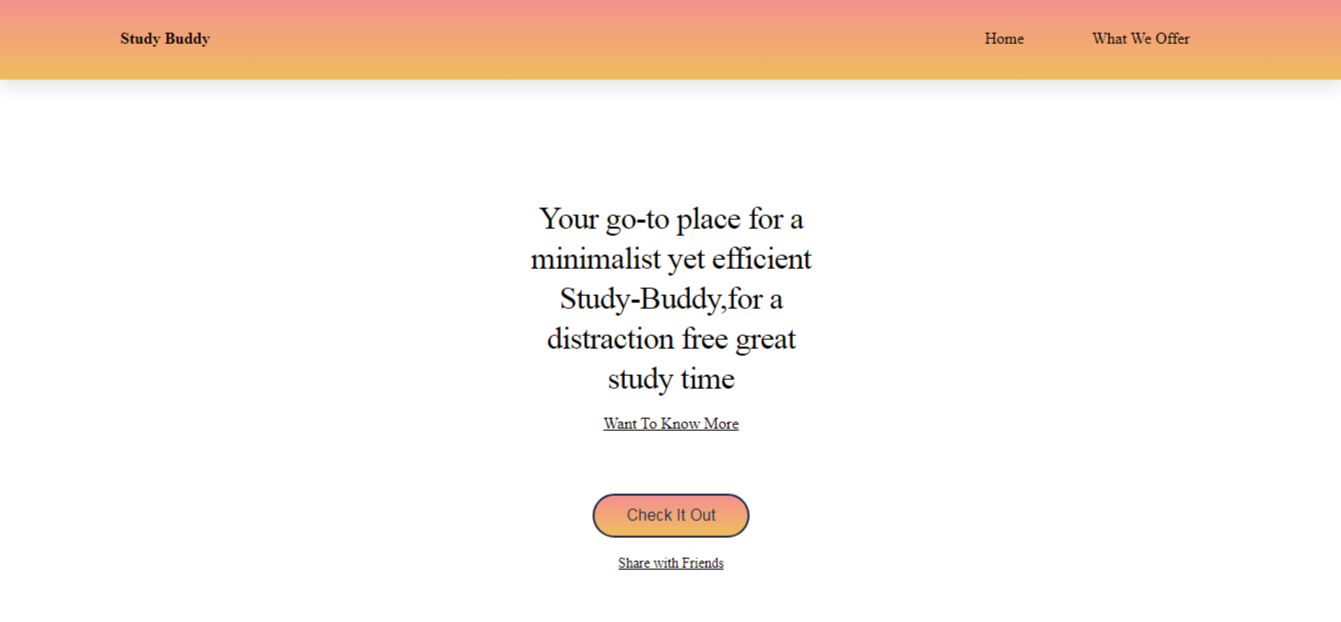 Study Buddy
Home
What We Offer
Your go-to place for a
minimalist yet efficient
Study-Buddy,for a
distraction free great
study time
Want To Know More
Check It Out
Share with Friends